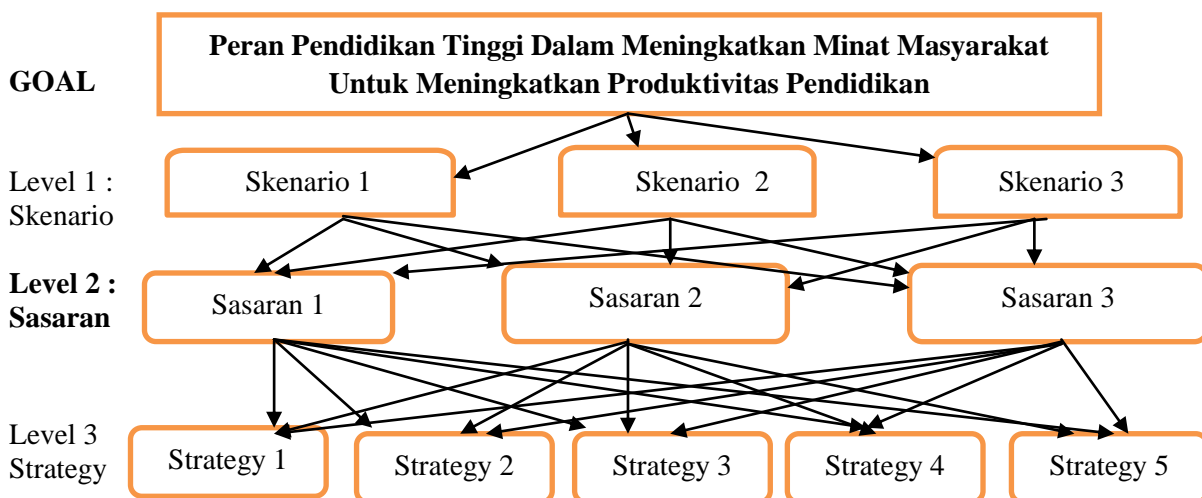 Peran Pendidikan Tinggi Dalam Meningkatkan Minat Masyarakat
Untuk Meningkatkan Produktivitas Pendidikan
GOAL
Level 1 :
Skenario
Skenario 1
Skenario 2
Skenario 3
Level 2 :
Sasaran
Sasaran 1
Sasaran 2
Sasaran 3
Level 3
Strategy
Strategy 1
Strategy 2
Strategy 3
Strategy 4
Strategy 5